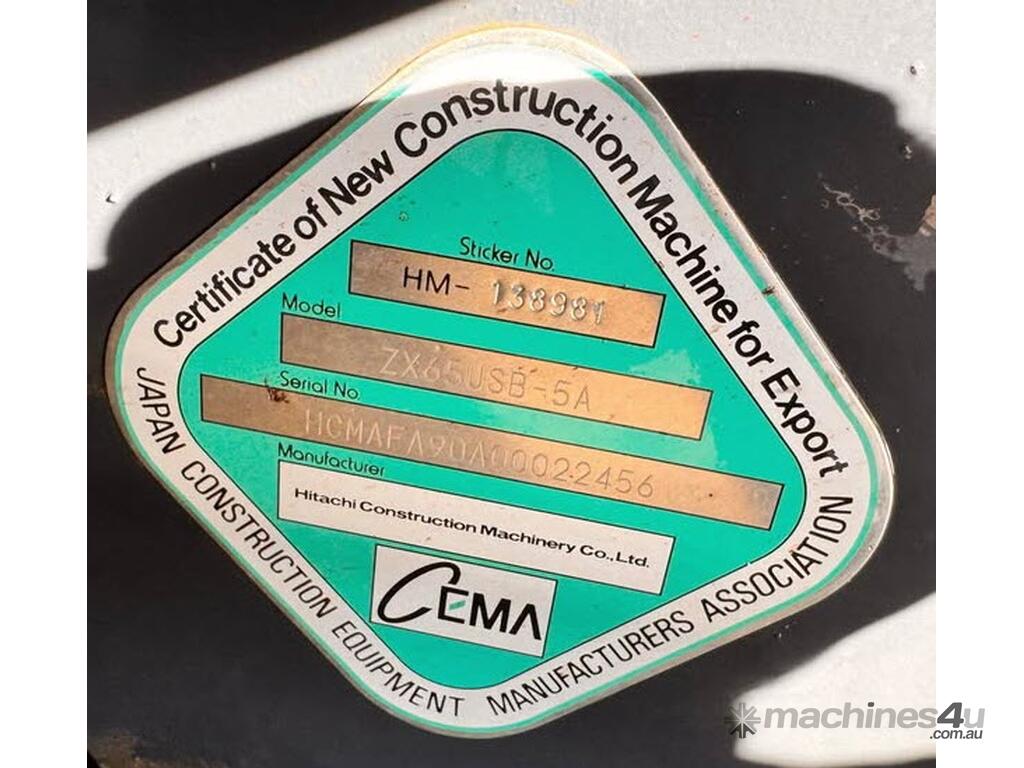 Certificate of New Construction Machine for Export
Sticker No.
HM- 138981
Model
ZX65USB-5A
Serial No.
HCMAFA90A00022456
Manufacturer
Hitachi Construction Machinery Co.,Ltd.
CEMA
JAPAN CONSTRUCTION EQUIPMENT MANUFACTURERS ASSOCIATION
machines4u
.com.au